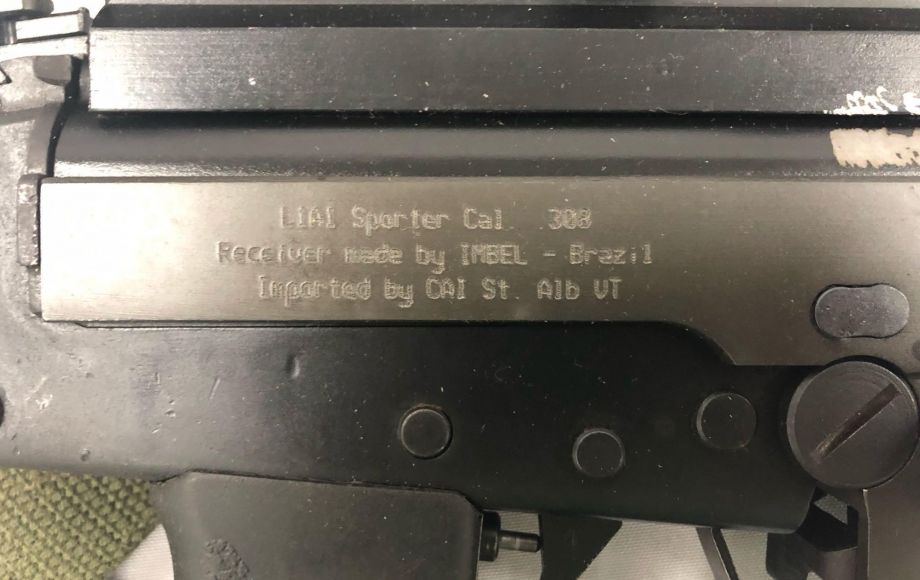 L1A1 Sporter Cal .308
Receiver made by IMBEL - Brazil
Imported by CAI St. Alb VT